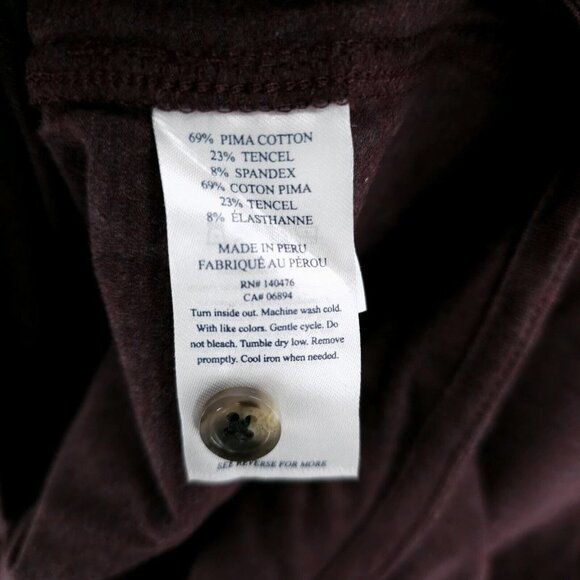 69% PIMA COTTON
23% TENCEL
8% SPANDEX
69% COTON PIMA
23% TENCEL
8% ÉLASTHANNE
MADE IN PERU
FABRIQUÉ AU PÉROU
RN# 140476
CA# 06894
Turn inside out. Machine wash cold.
With like colors. Gentle cycle. Do
not bleach. Tumble dry low. Remove
promptly. Cool iron when needed.
SEE REVERSE FOR MORE